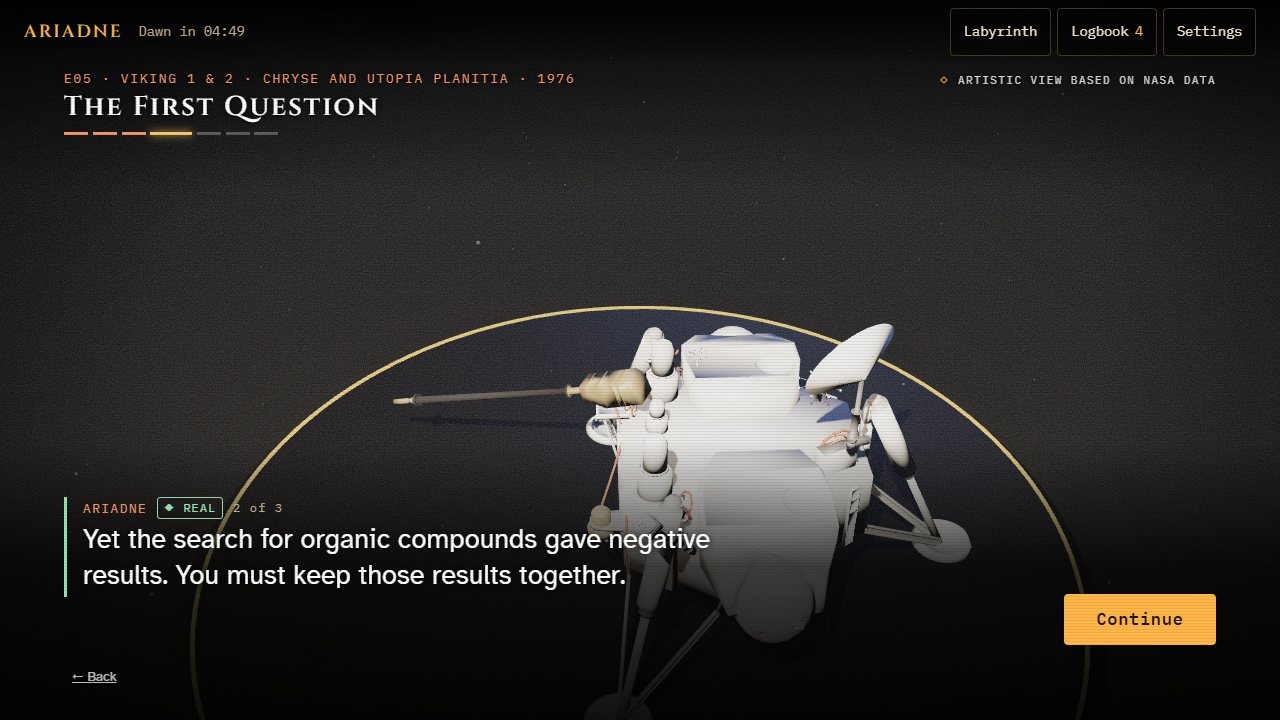 ARIADNE Dawn in 04:49 Labyrinth Logbook 4 Settings
E05 · VIKING 1 & 2 · CHRYSE AND UTOPIA PLANITIA · 1976
◇ ARTISTIC VIEW BASED ON NASA DATA
The First Question
ARIADNE ◆ REAL 2 of 3
Yet the search for organic compounds gave negative
results. You must keep those results together.
Continue
← Back